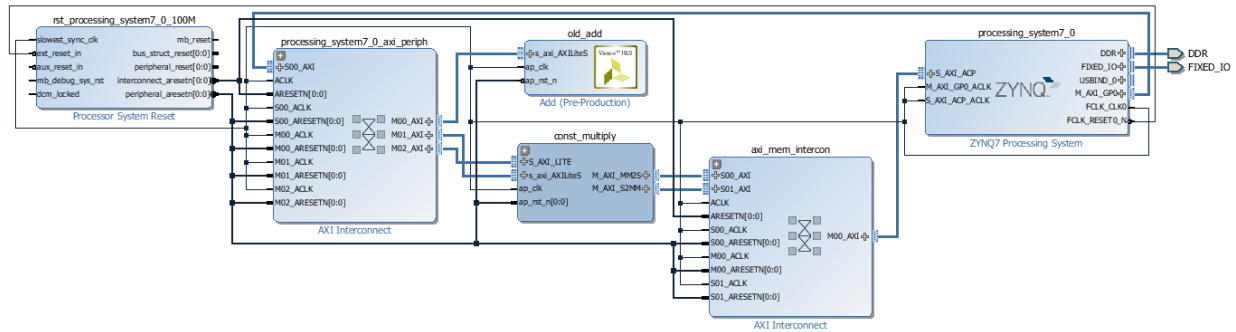 rst_processing_system7_0_100M
slowest_sync_clk
ext_reset_in
aux_reset_in
mb_debug_sys_rst
dcm_locked
mb_reset
bus_struct_reset[0:0]
peripheral_reset[0:0]
interconnect_aresetn[0:0]
peripheral_aresetn[0:0]
Processor System Reset
processing_system7_0_axi_periph
S00_AXI
ACLK
ARESETN[0:0]
S00_ACLK
S00_ARESETN[0:0]
M00_ACLK
M00_ARESETN[0:0]
M01_ACLK
M01_ARESETN[0:0]
M02_ACLK
M02_ARESETN[0:0]
M00_AXI
M01_AXI
M02_AXI
AXI Interconnect
old_add
s_axi_AXILiteS
ap_clk
ap_rst_n
Vivado™ HLS
Add (Pre-Production)
const_multiply
S_AXI_LITE
s_axi_AXILiteS
ap_clk
ap_rst_n[0:0]
M_AXI_MM2S
M_AXI_S2MM
axi_mem_intercon
S00_AXI
S01_AXI
ACLK
ARESETN[0:0]
S00_ACLK
S00_ARESETN[0:0]
M00_ACLK
M00_ARESETN[0:0]
S01_ACLK
S01_ARESETN[0:0]
M00_AXI
AXI Interconnect
processing_system7_0
S_AXI_ACP
M_AXI_GP0_ACLK
S_AXI_ACP_ACLK
ZYNQ
DDR
FIXED_IO
USBIND_0
M_AXI_GP0
FCLK_CLK0
FCLK_RESET0_N
ZYNQ7 Processing System
DDR
FIXED_IO